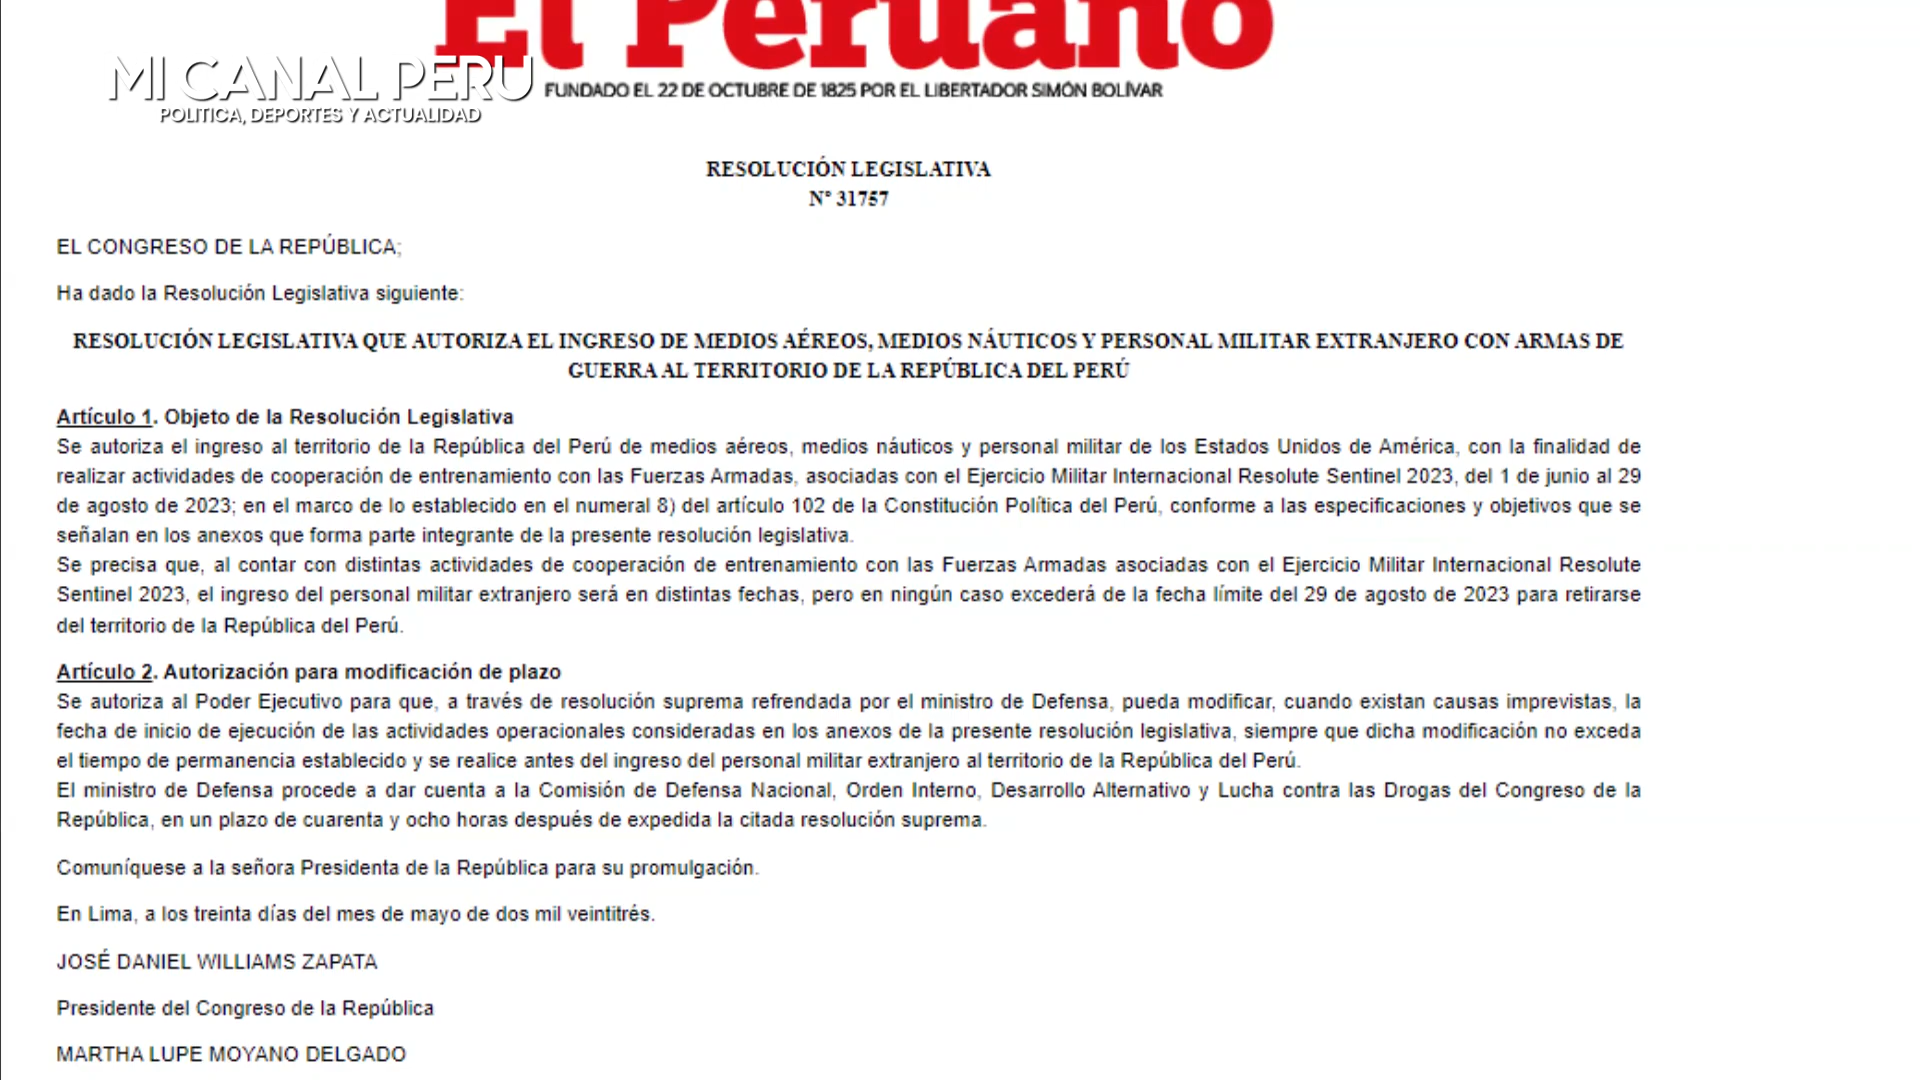 El Peruano
MI CANAL PERU
POLITICA, DEPORTES Y ACTUALIDAD
FUNDADO EL 22 DE OCTUBRE DE 1825 POR EL LIBERTADOR SIMÓN BOLÍVAR
RESOLUCIÓN LEGISLATIVA
N° 31757
EL CONGRESO DE LA REPÚBLICA;
Ha dado la Resolución Legislativa siguiente:
RESOLUCIÓN LEGISLATIVA QUE AUTORIZA EL INGRESO DE MEDIOS AÉREOS, MEDIOS NÁUTICOS Y PERSONAL MILITAR EXTRANJERO CON ARMAS DE
GUERRA AL TERRITORIO DE LA REPÚBLICA DEL PERÚ
Artículo 1. Objeto de la Resolución Legislativa
Se autoriza el ingreso al territorio de la República del Perú de medios aéreos, medios náuticos y personal militar de los Estados Unidos de América, con la finalidad de
realizar actividades de cooperación de entrenamiento con las Fuerzas Armadas, asociadas con el Ejercicio Militar Internacional Resolute Sentinel 2023, del 1 de junio al 29
de agosto de 2023; en el marco de lo establecido en el numeral 8) del artículo 102 de la Constitución Política del Perú, conforme a las especificaciones y objetivos que se
señalan en los anexos que forma parte integrante de la presente resolución legislativa.
Se precisa que, al contar con distintas actividades de cooperación de entrenamiento con las Fuerzas Armadas asociadas con el Ejercicio Militar Internacional Resolute
Sentinel 2023, el ingreso del personal militar extranjero será en distintas fechas, pero en ningún caso excederá de la fecha límite del 29 de agosto de 2023 para retirarse
del territorio de la República del Perú.
Artículo 2. Autorización para modificación de plazo
Se autoriza al Poder Ejecutivo para que, a través de resolución suprema refrendada por el ministro de Defensa, pueda modificar, cuando existan causas imprevistas, la
fecha de inicio de ejecución de las actividades operacionales consideradas en los anexos de la presente resolución legislativa, siempre que dicha modificación no exceda
el tiempo de permanencia establecido y se realice antes del ingreso del personal militar extranjero al territorio de la República del Perú.
El ministro de Defensa procede a dar cuenta a la Comisión de Defensa Nacional, Orden Interno, Desarrollo Alternativo y Lucha contra las Drogas del Congreso de la
República, en un plazo de cuarenta y ocho horas después de expedida la citada resolución suprema.
Comuníquese a la señora Presidenta de la República para su promulgación.
En Lima, a los treinta días del mes de mayo de dos mil veintitrés.
JOSÉ DANIEL WILLIAMS ZAPATA
Presidente del Congreso de la República
MARTHA LUPE MOYANO DELGADO